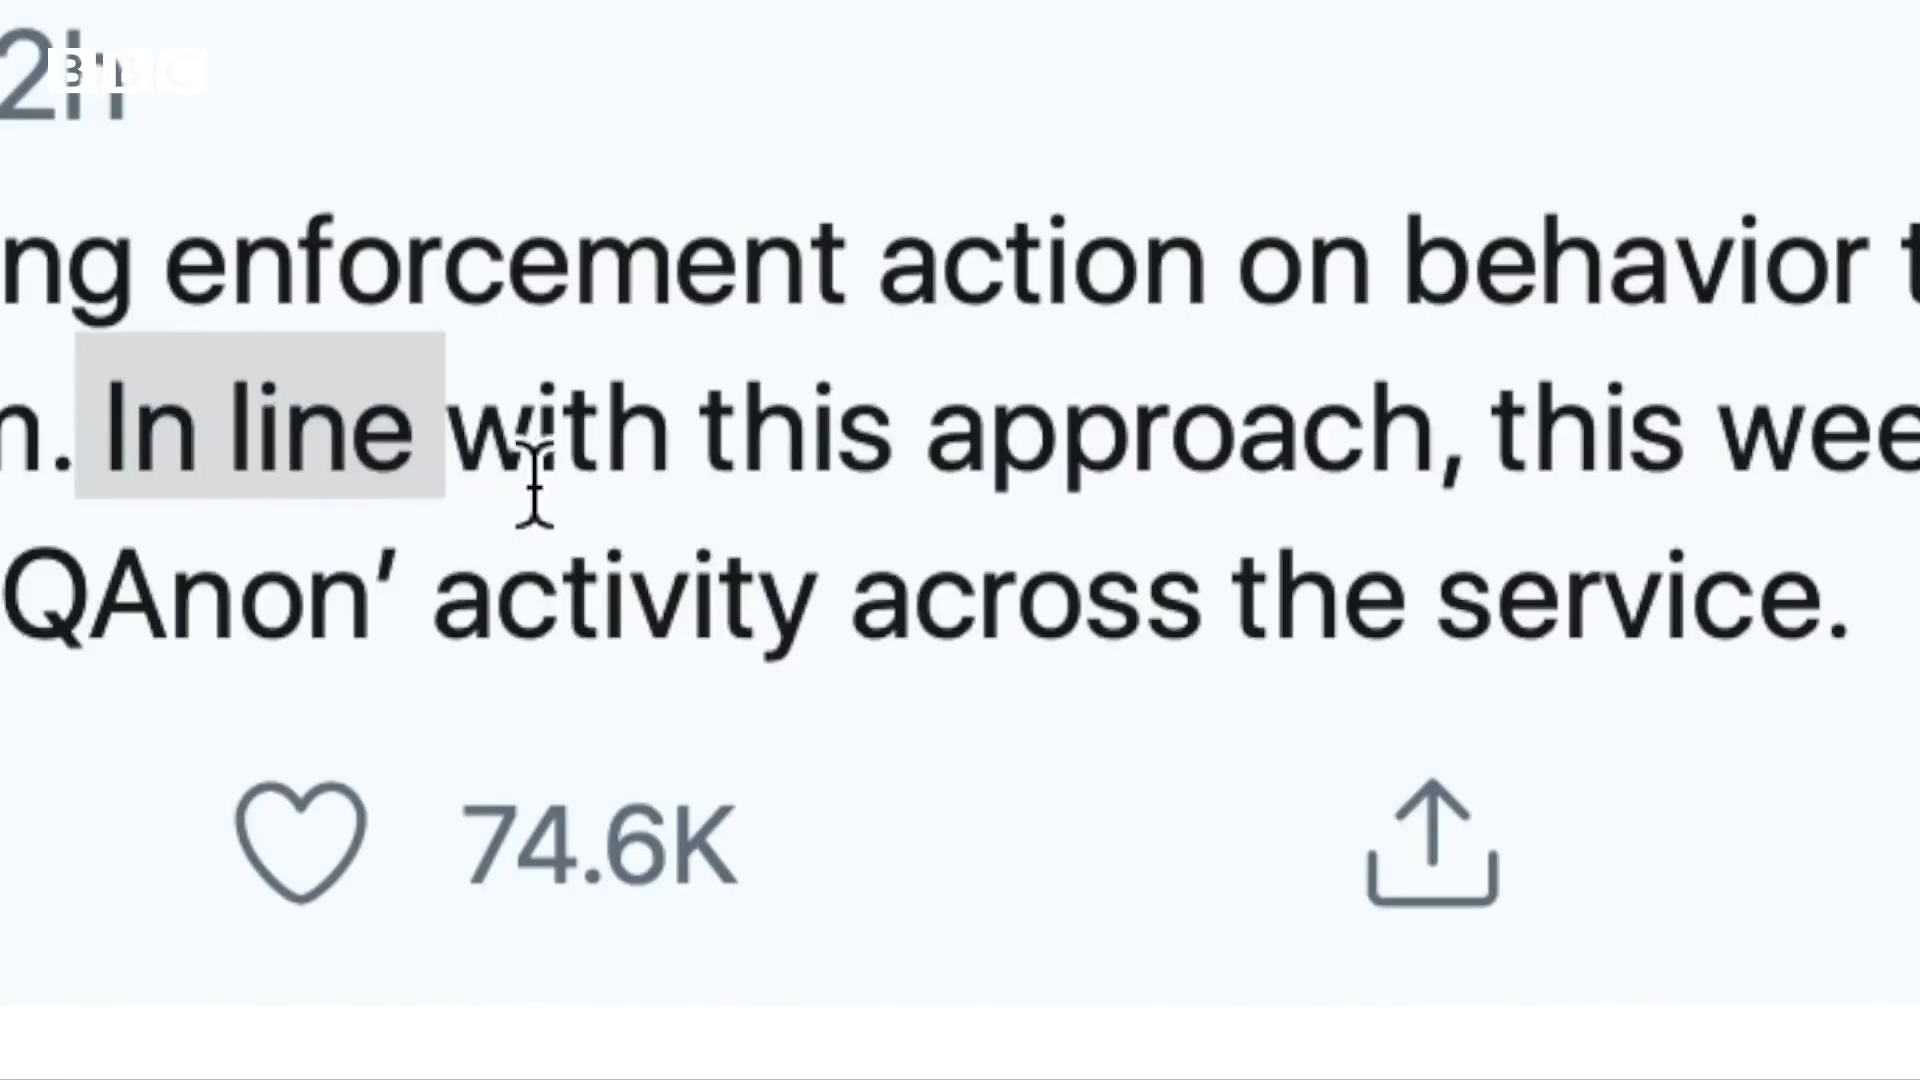 2h
BBC
ng enforcement action on behavior t
m. In line with this approach, this wee
QAnon’ activity across the service.
74.6K